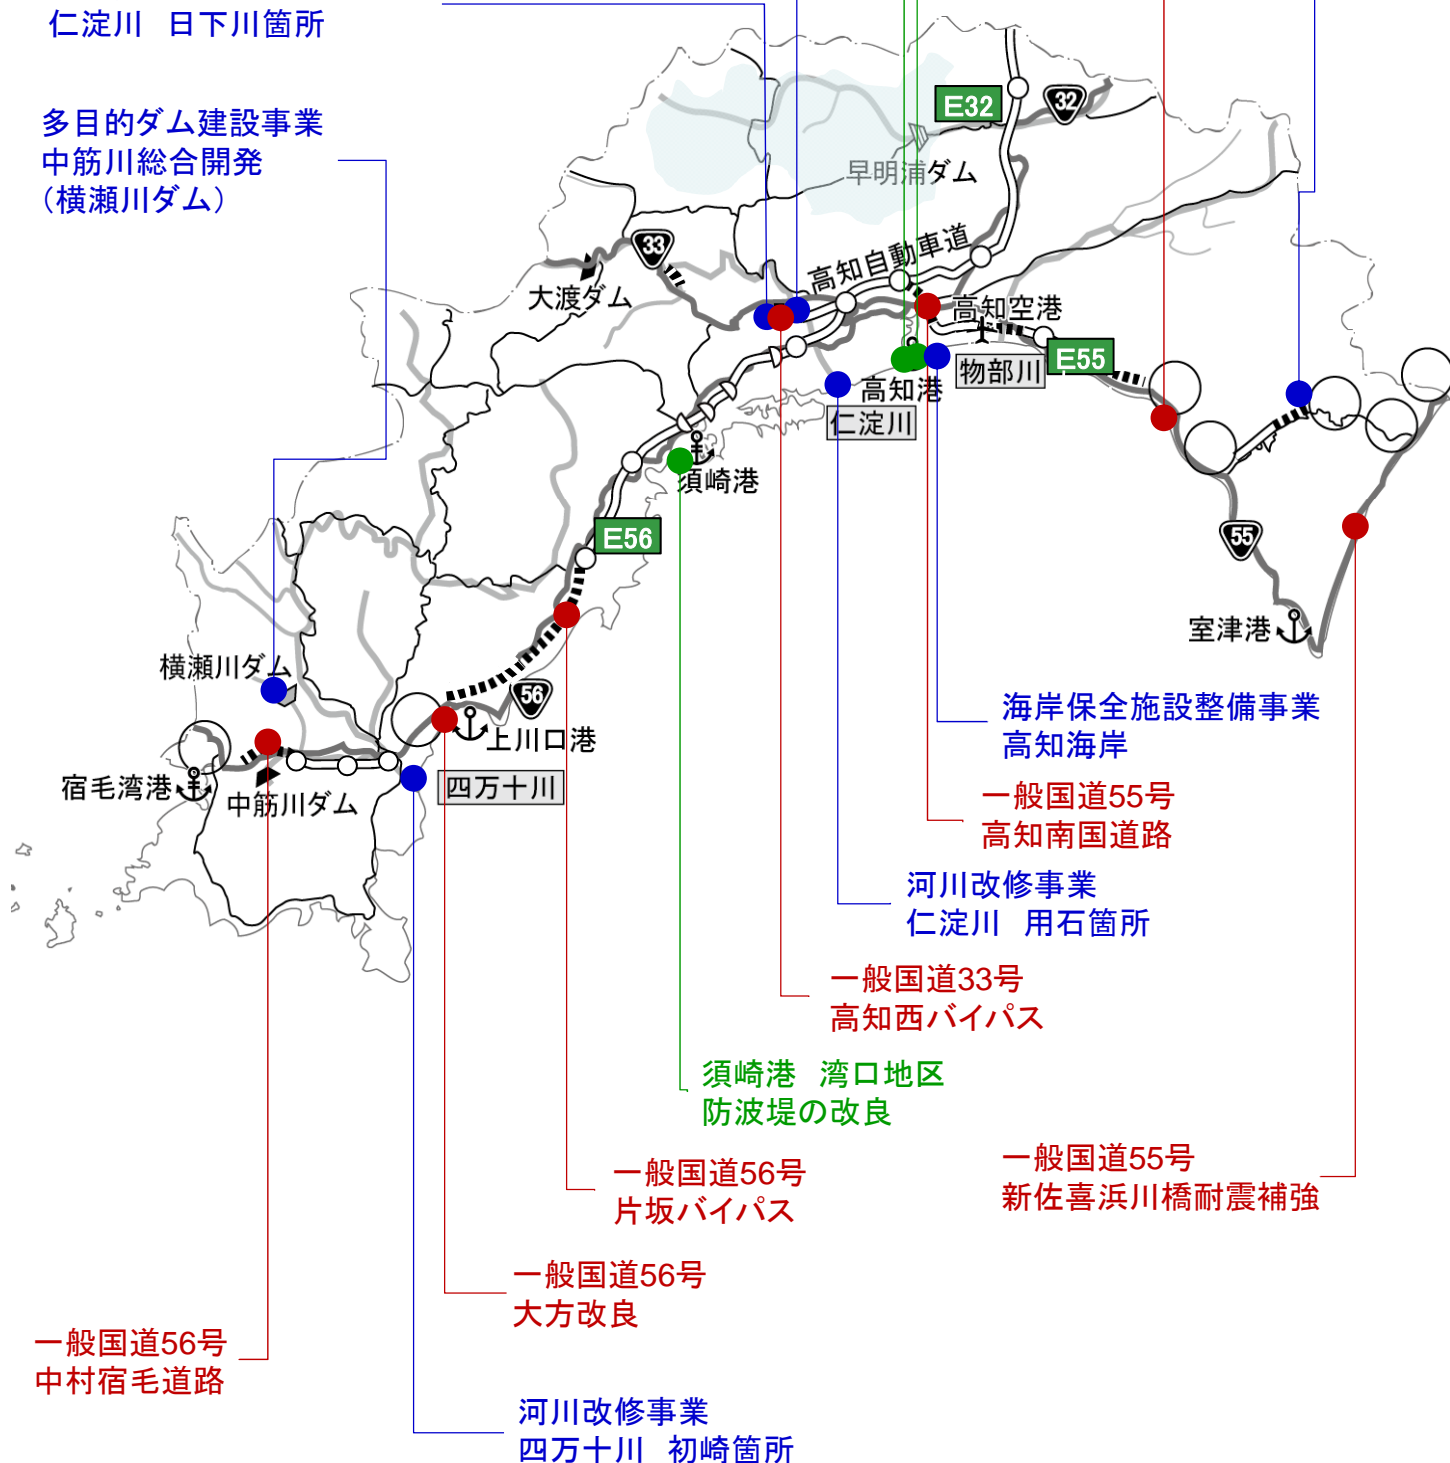 仁淀川　日下川箇所
多目的ダム建設事業
中筋川総合開発
（横瀬川ダム）
E32
32
早明浦ダム
33
高知自動車道
大渡ダム
高知空港
E55
物部川
高知港
仁淀川
須崎港
E56
55
室津港
横瀬川ダム
56
上川口港
宿毛湾港
中筋川ダム
四万十川
海岸保全施設整備事業
高知海岸
一般国道55号
高知南国道路
河川改修事業
仁淀川　用石箇所
一般国道33号
高知西バイパス
須崎港　湾口地区
防波堤の改良
一般国道56号
片坂バイパス
一般国道55号
新佐喜浜川橋耐震補強
一般国道56号
大方改良
一般国道56号
中村宿毛道路
河川改修事業
四万十川　初崎箇所